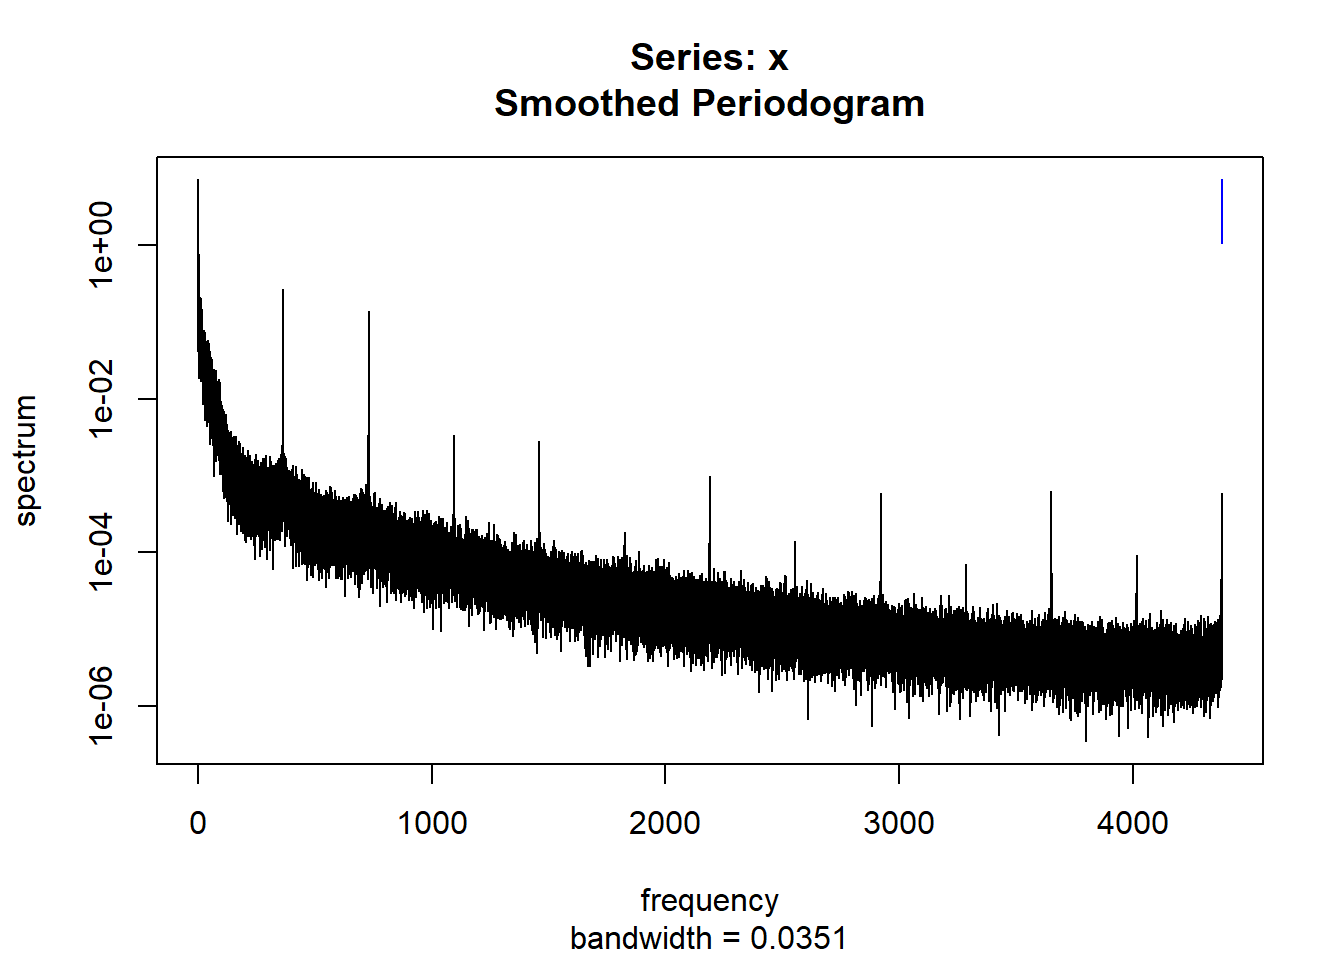 Series: x
Smoothed Periodogram
spectrum
1e+00
1e-02
1e-04
1e-06
0 1000 2000 3000 4000
frequency
bandwidth = 0.0351